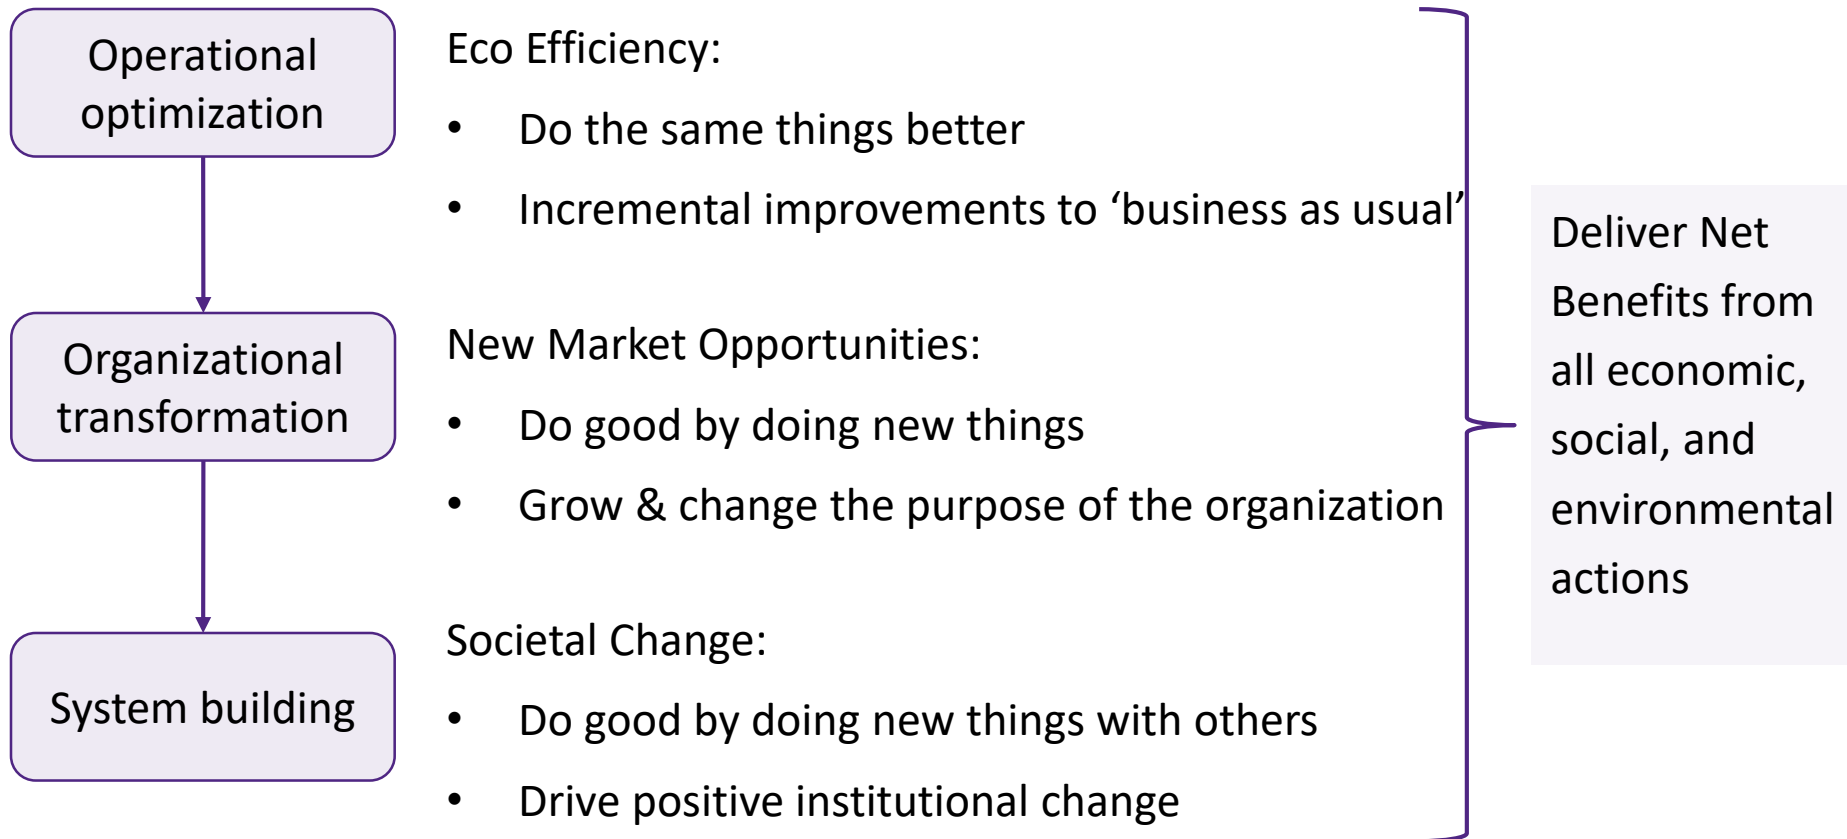 Operational
optimization
Eco Efficiency:
• Do the same things better
• Incremental improvements to ‘business as usual’
Organizational
transformation
New Market Opportunities:
• Do good by doing new things
• Grow & change the purpose of the organization
System building
Societal Change:
• Do good by doing new things with others
• Drive positive institutional change
Deliver Net
Benefits from
all economic,
social, and
environmental
actions